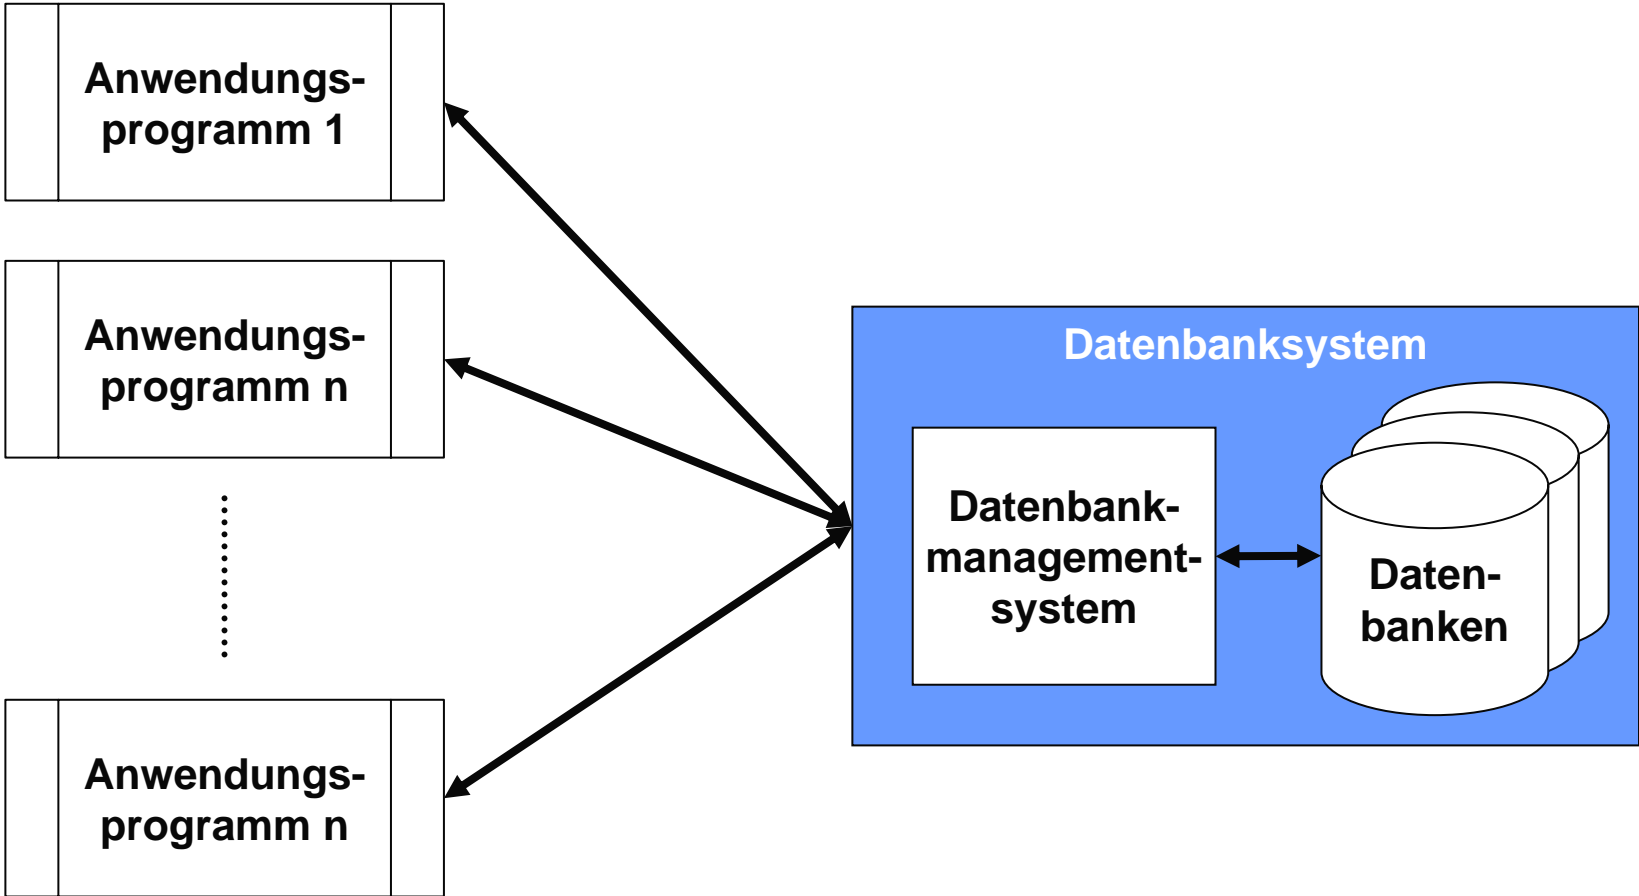 Anwendungs-
programm 1
Anwendungs-
programm n
Anwendungs-
programm n
Datenbanksystem
Datenbank-
management-
system
Daten-
banken